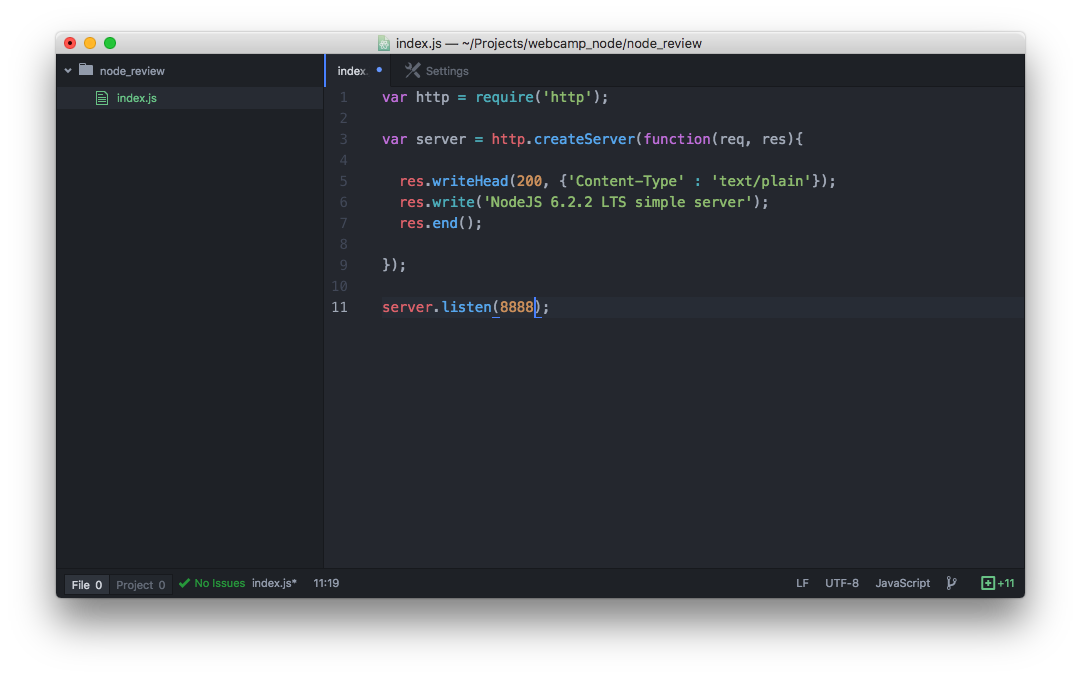 index.js — ~/Projects/webcamp_node/node_review
node_review
index.js
index.
Settings
1 var http = require('http');
2
3 var server = http.createServer(function(req, res){
4
5 res.writeHead(200, {'Content-Type' : 'text/plain'});
6 res.write('NodeJS 6.2.2 LTS simple server');
7 res.end();
8
9 });
10
11 server.listen(8888);
File 0 Project 0 No Issues index.js* 11:19 LF UTF-8 JavaScript +11